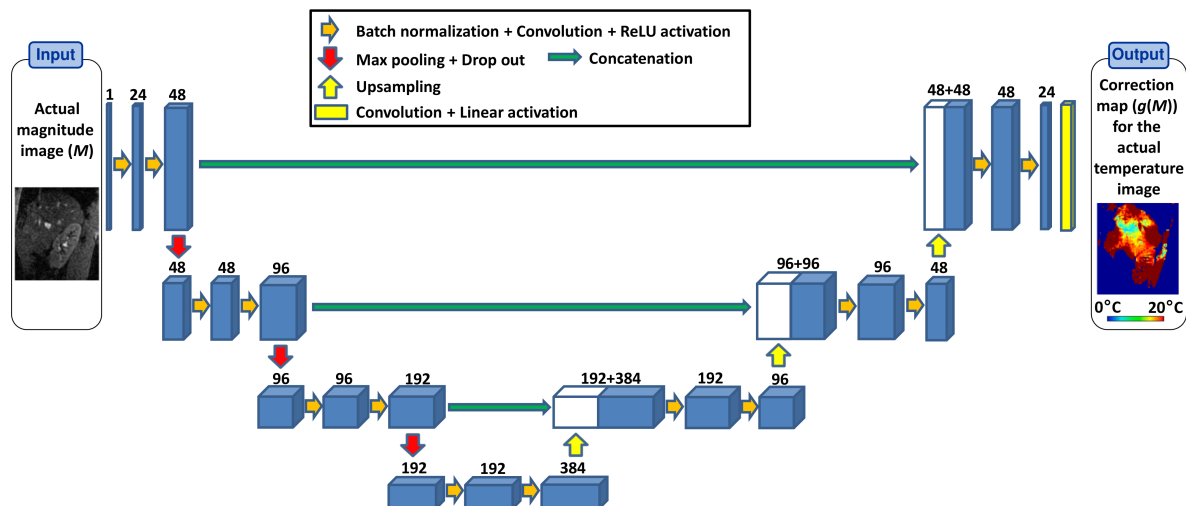 Input
Actual
magnitude
image (M)
Batch normalization + Convolution + ReLU activation
Max pooling + Drop out
Concatenation
Upsampling
Convolution + Linear activation
Output
Correction
map (g(M))
for the
actual
temperature
image
0°C 20°C
1 24 48
48+48 48 24
48 48 96
96+96 96 48
96 96 192
192+384 192 96
192 192 384